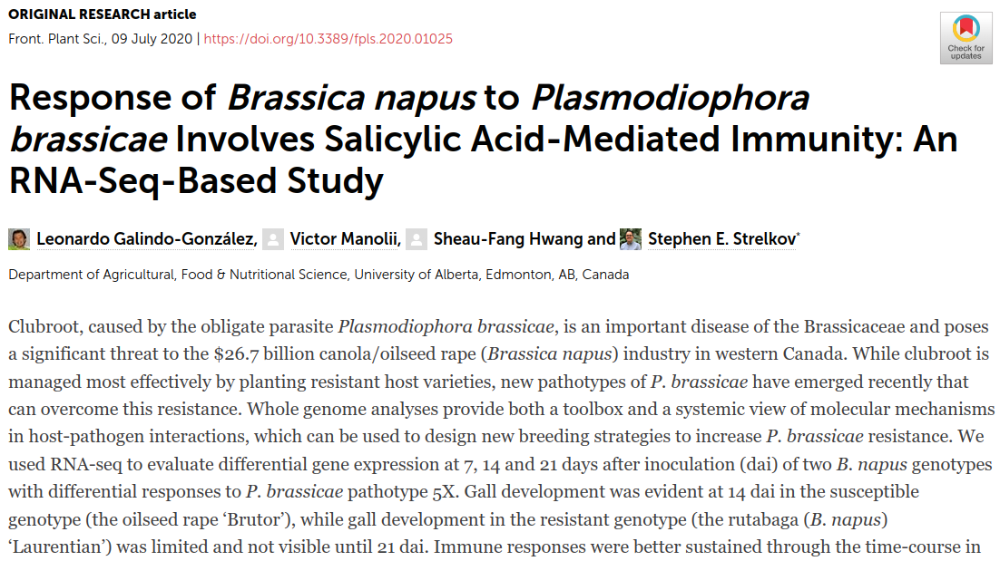 ORIGINAL RESEARCH article
Front. Plant Sci., 09 July 2020 | https://doi.org/10.3389/fpls.2020.01025
Check for
updates
Response of Brassica napus to Plasmodiophora
brassicae Involves Salicylic Acid-Mediated Immunity: An
RNA-Seq-Based Study
Leonardo Galindo-González, Victor Manolii, Sheau-Fang Hwang and Stephen E. Strelkov*
Department of Agricultural, Food & Nutritional Science, University of Alberta, Edmonton, AB, Canada
Clubroot, caused by the obligate parasite Plasmodiophora brassicae, is an important disease of the Brassicaceae and poses
a significant threat to the $26.7 billion canola/oilseed rape (Brassica napus) industry in western Canada. While clubroot is
managed most effectively by planting resistant host varieties, new pathotypes of P. brassicae have emerged recently that
can overcome this resistance. Whole genome analyses provide both a toolbox and a systemic view of molecular mechanisms
in host-pathogen interactions, which can be used to design new breeding strategies to increase P. brassicae resistance. We
used RNA-seq to evaluate differential gene expression at 7, 14 and 21 days after inoculation (dai) of two B. napus genotypes
with differential responses to P. brassicae pathotype 5X. Gall development was evident at 14 dai in the susceptible
genotype (the oilseed rape ‘Brutor’), while gall development in the resistant genotype (the rutabaga (B. napus)
‘Laurentian’) was limited and not visible until 21 dai. Immune responses were better sustained through the time-course in